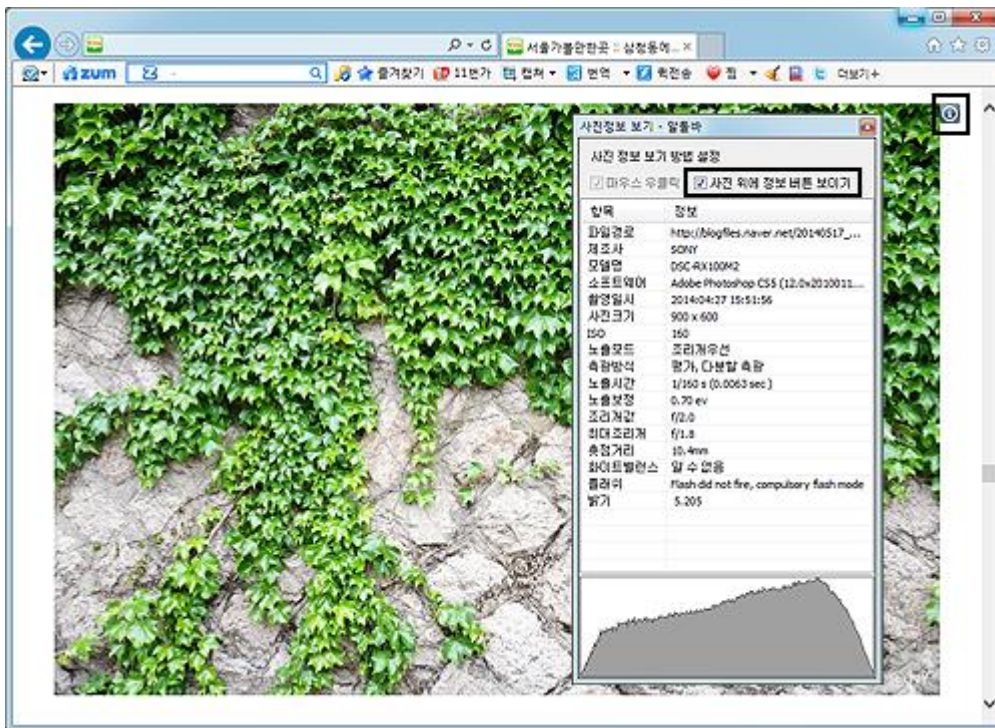 서울가볼만한곳 :: 삼청동에... ×
zum
즐겨찾기 11번가 캡쳐 번역 퀵전송 찜 더보기+
사진정보 보기 - 알툴바
사진 정보 보기 방법 설정
마우스 우클릭 사진 위에 정보 버튼 보이기
항목 정보
파일경로 http://blogfiles.naver.net/20140517_...
제조사 SONY
모델명 DSC-RX100M2
소프트웨어 Adobe Photoshop CS5 (12.0x2010011....
촬영일시 2014:04:27 15:51:56
사진크기 900 x 600
ISO 160
노출모드 조리개우선
측광방식 평가, 다분할 측광
노출시간 1/160 s (0.0063 sec)
노출보정 0.70 ev
조리개값 f/2.0
최대조리개 f/1.8
촛점거리 10.4mm
화이트밸런스 알 수 없음
플래쉬 Flash did not fire, compulsory flash mode
밝기 5.205